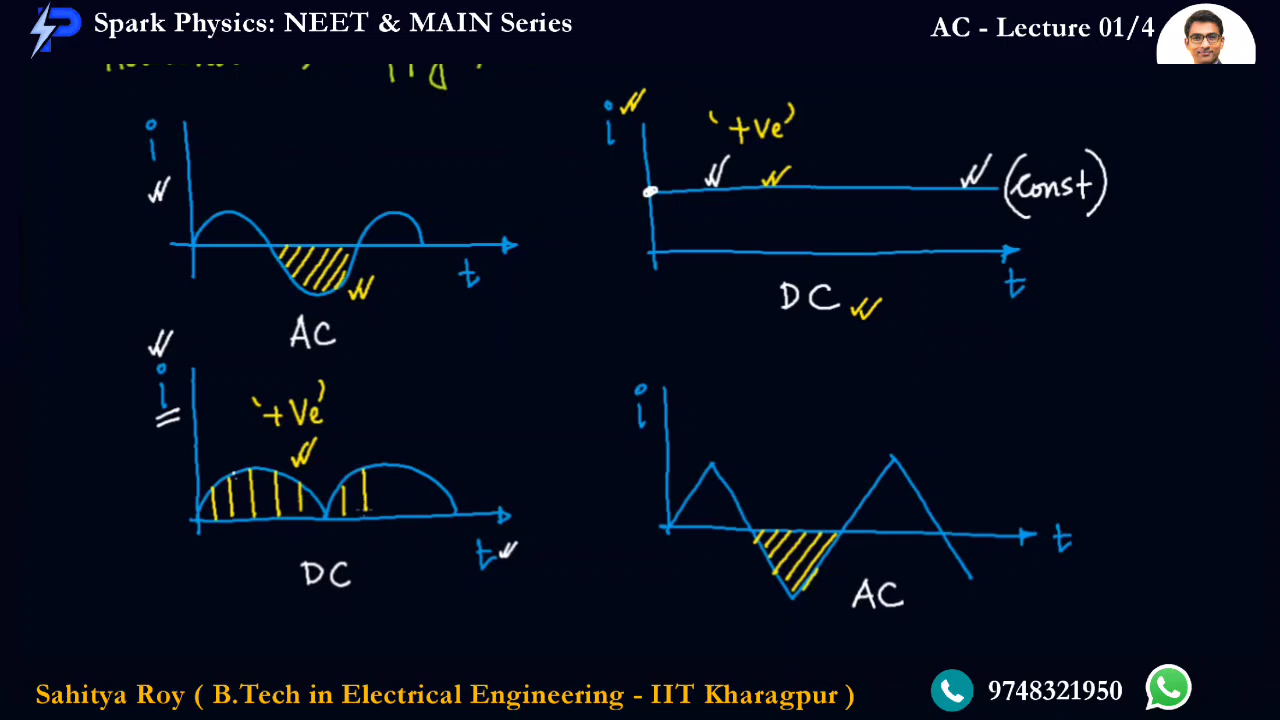 Spark Physics: NEET & MAIN Series
AC - Lecture 01/4
i
t
AC
i
'+Ve'
(Const)
t
DC
i
'+Ve'
t
DC
i
t
AC
Sahitya Roy ( B.Tech in Electrical Engineering - IIT Kharagpur )
9748321950